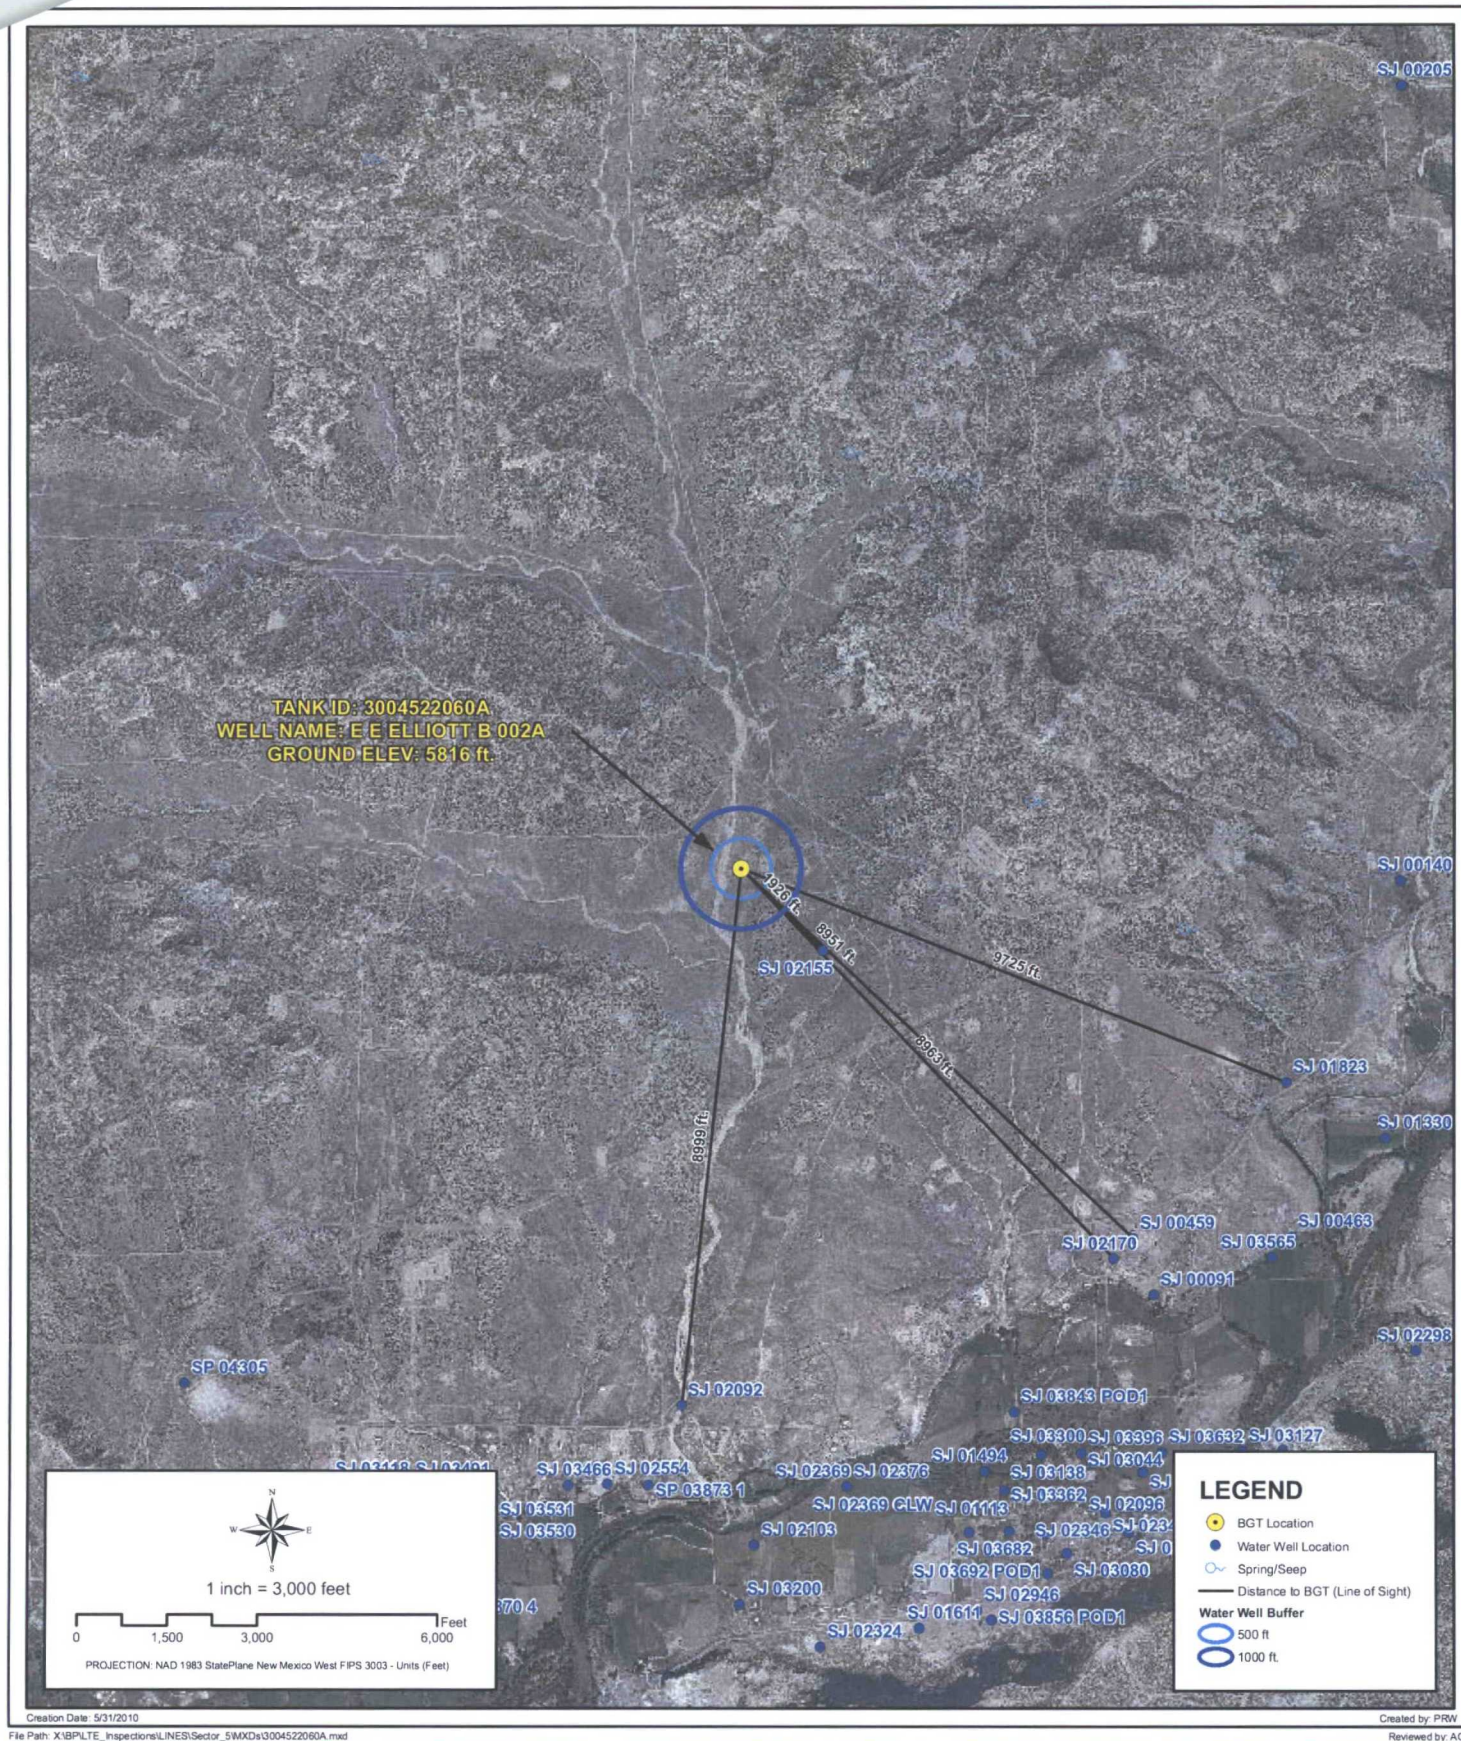 SJ 00205
TANK ID: 3004522060A
WELL NAME: E E ELLIOTT B 002A
GROUND ELEV: 5816 ft.
SJ 00140
1926 ft.
8951 ft.
SJ 02155
9725 ft.
8963 ft.
SJ 01823
8999 ft.
SJ 01330
SJ 00459
SJ 00463
SJ 02170
SJ 03565
SJ 00091
SJ 02298
SP 04305
SJ 02092
SJ 03843 POD1
SJ 03300
SJ 03396
SJ 03632
SJ 03127
SJ 01494
SJ 03044
SJ 03466
SJ 02554
SJ 02369
SJ 02376
SJ 03138
SJ
SP 03873 1
SJ 03362
SJ 02369 CLW
SJ 01113
SJ 02096
SJ 03531
SJ 03530
SJ 02103
SJ 02346
SJ 03682
SJ 03692 POD1
SJ 03080
SJ 03200
SJ 02946
SJ 01611
SJ 03856 POD1
SJ 02324
N
W
E
S
1 inch = 3,000 feet
Feet
0 1,500 3,000 6,000
PROJECTION: NAD 1983 StatePlane New Mexico West FIPS 3003 - Units (Feet)
LEGEND
BGT Location
Water Well Location
Spring/Seep
Distance to BGT (Line of Sight)
Water Well Buffer
500 ft
1000 ft.
Creation Date: 5/31/2010
Created by: PRW
File Path: X:\BP\LTE_Inspections\LINES\Sector_5\MXDs\3004522060A.mxd
Reviewed by: AC